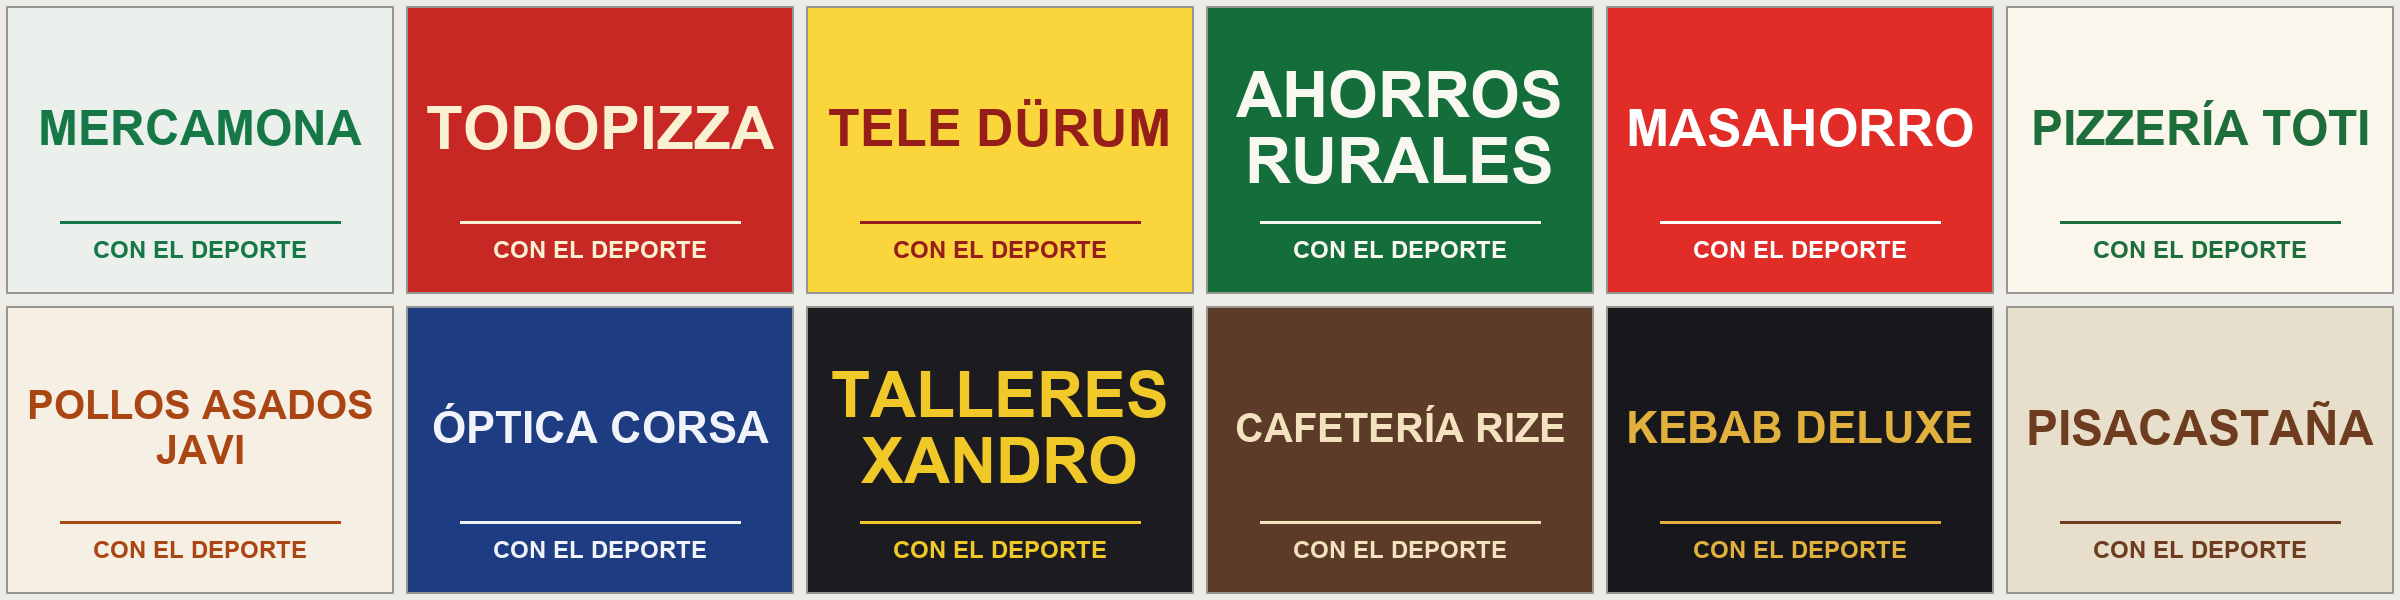 MERCAMONA
CON EL DEPORTE
TODOPIZZA
CON EL DEPORTE
TELE DÜRUM
CON EL DEPORTE
AHORROS
RURALES
CON EL DEPORTE
MASAHORRO
CON EL DEPORTE
PIZZERÍA TOTI
CON EL DEPORTE
POLLOS ASADOS
JAVI
CON EL DEPORTE
ÓPTICA CORSA
CON EL DEPORTE
TALLERES
XANDRO
CON EL DEPORTE
CAFETERÍA RIZE
CON EL DEPORTE
KEBAB DELUXE
CON EL DEPORTE
PISACASTAÑA
CON EL DEPORTE